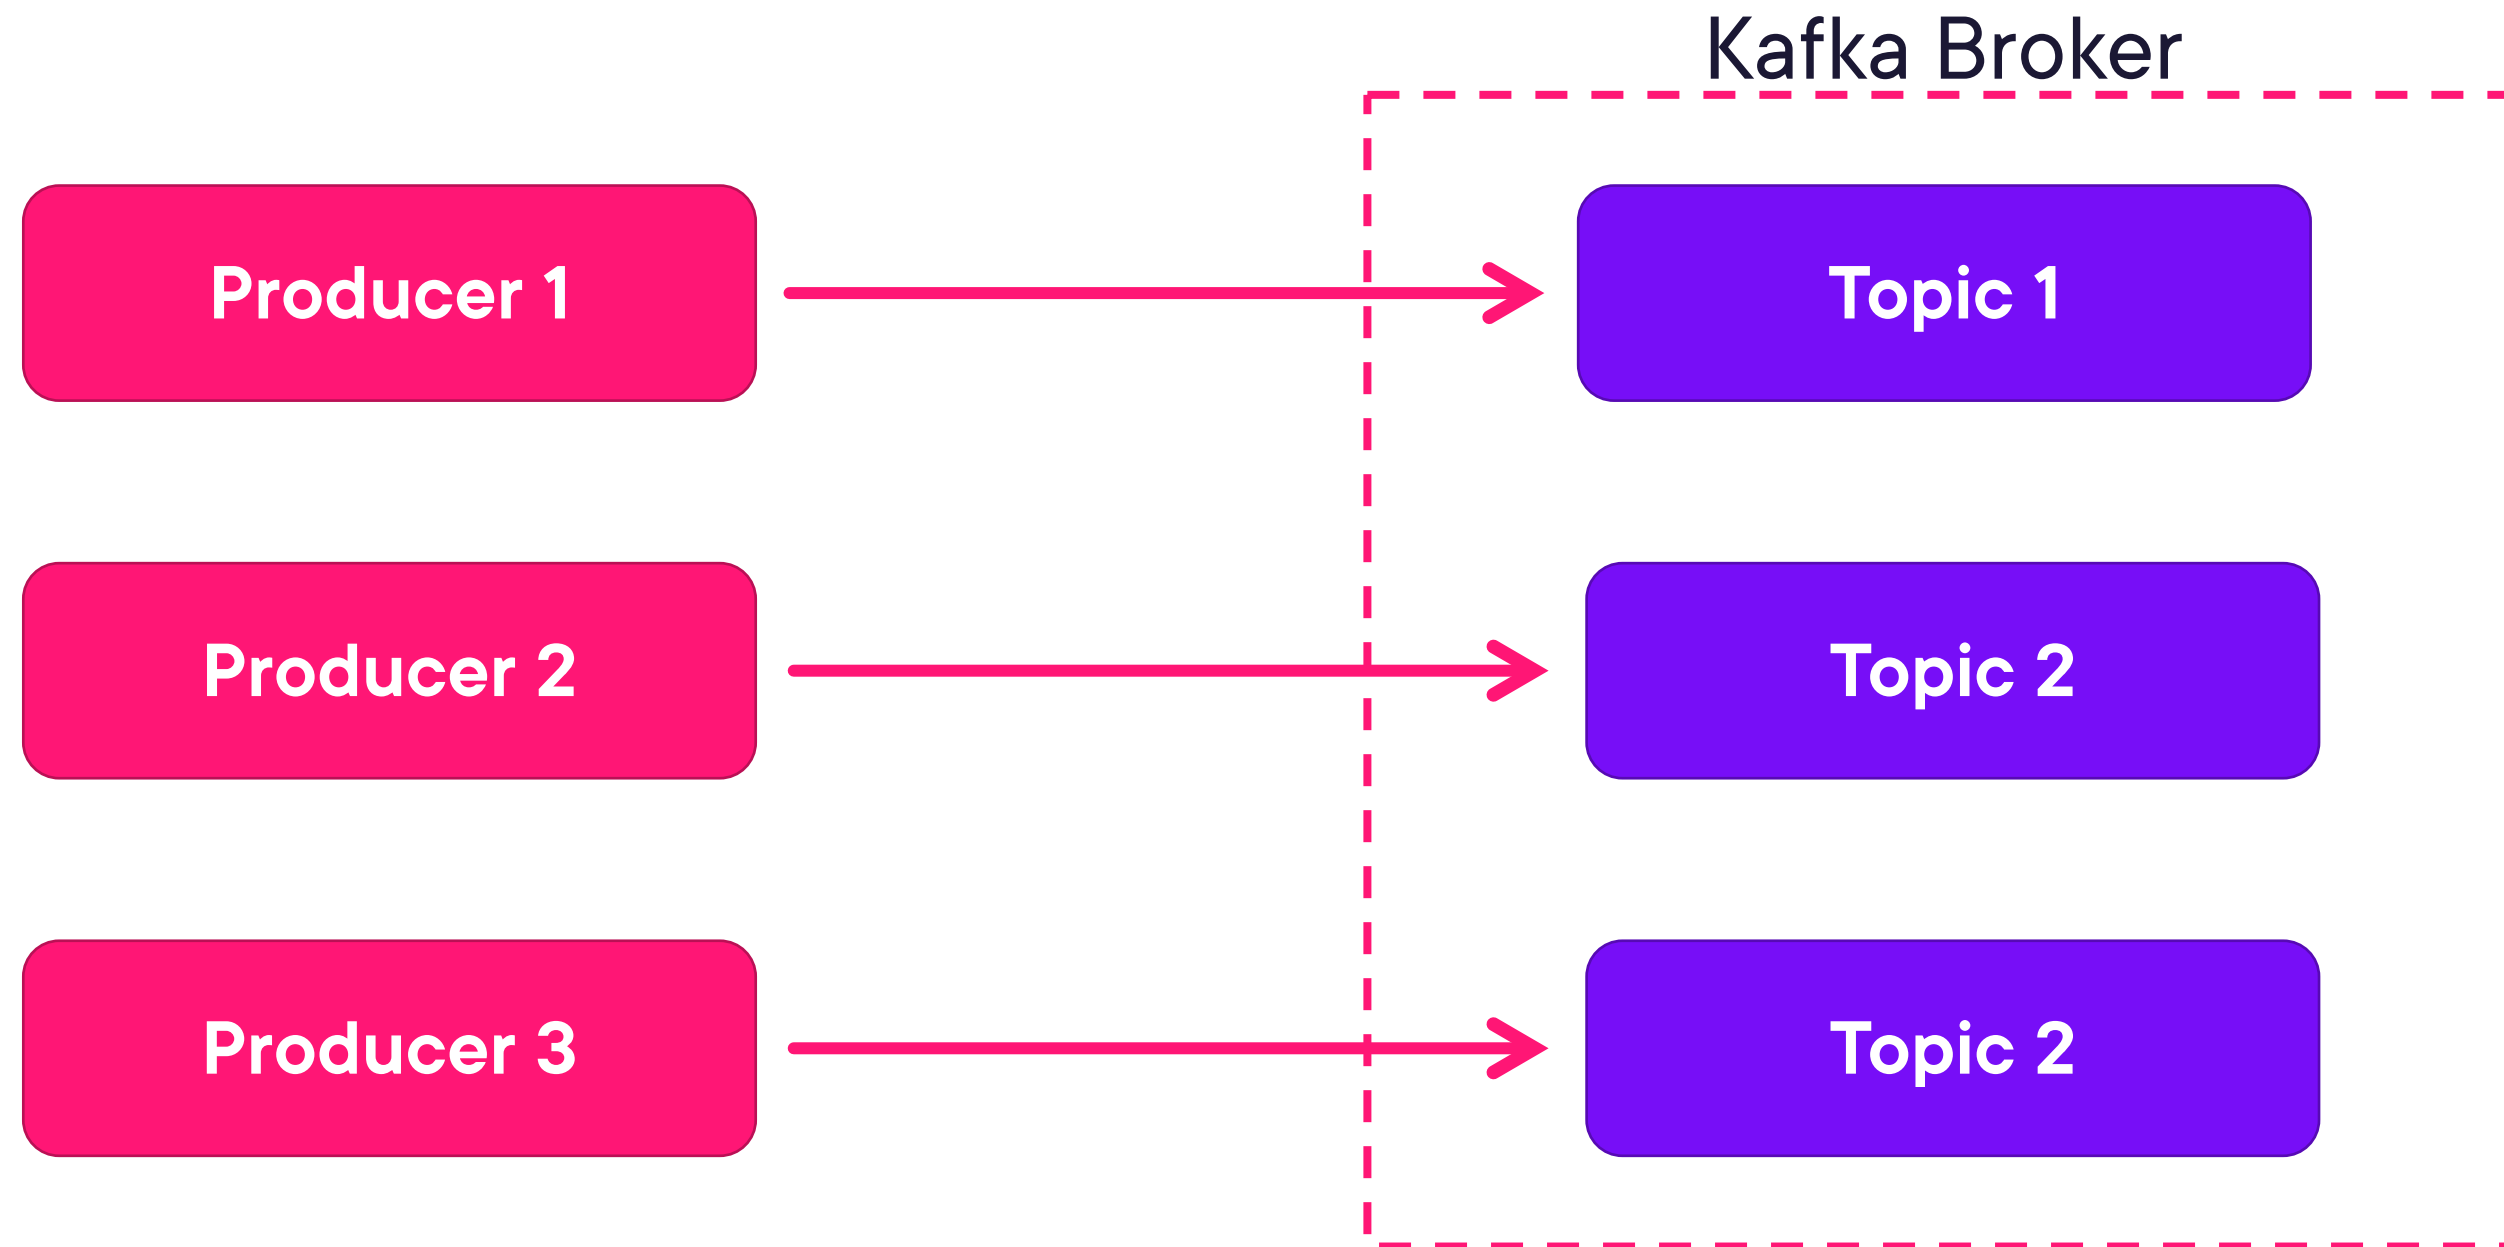 Kafka Broker
Producer 1
Topic 1
Producer 2
Topic 2
Producer 3
Topic 2